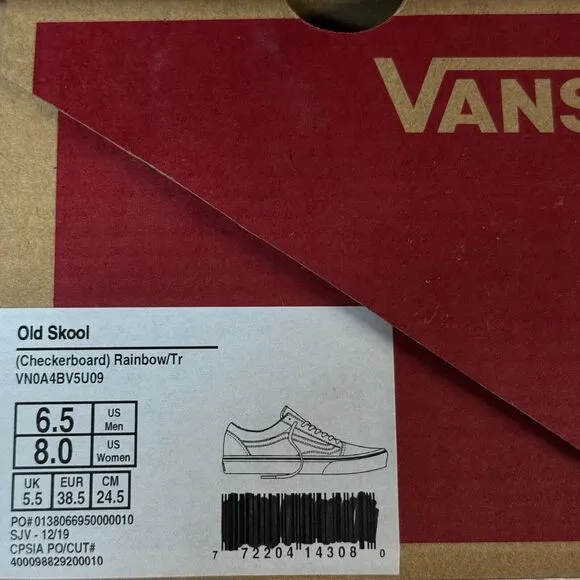 VANS
Old Skool
(Checkerboard) Rainbow/Tr
VN0A4BV5U09
6.5 US Men
8.0 US Women
UK EUR CM
5.5 38.5 24.5
PO# 0138066950000010
SJV - 12/19
CPSIA PO/CUT#
400098829200010
7 72204 14308 0